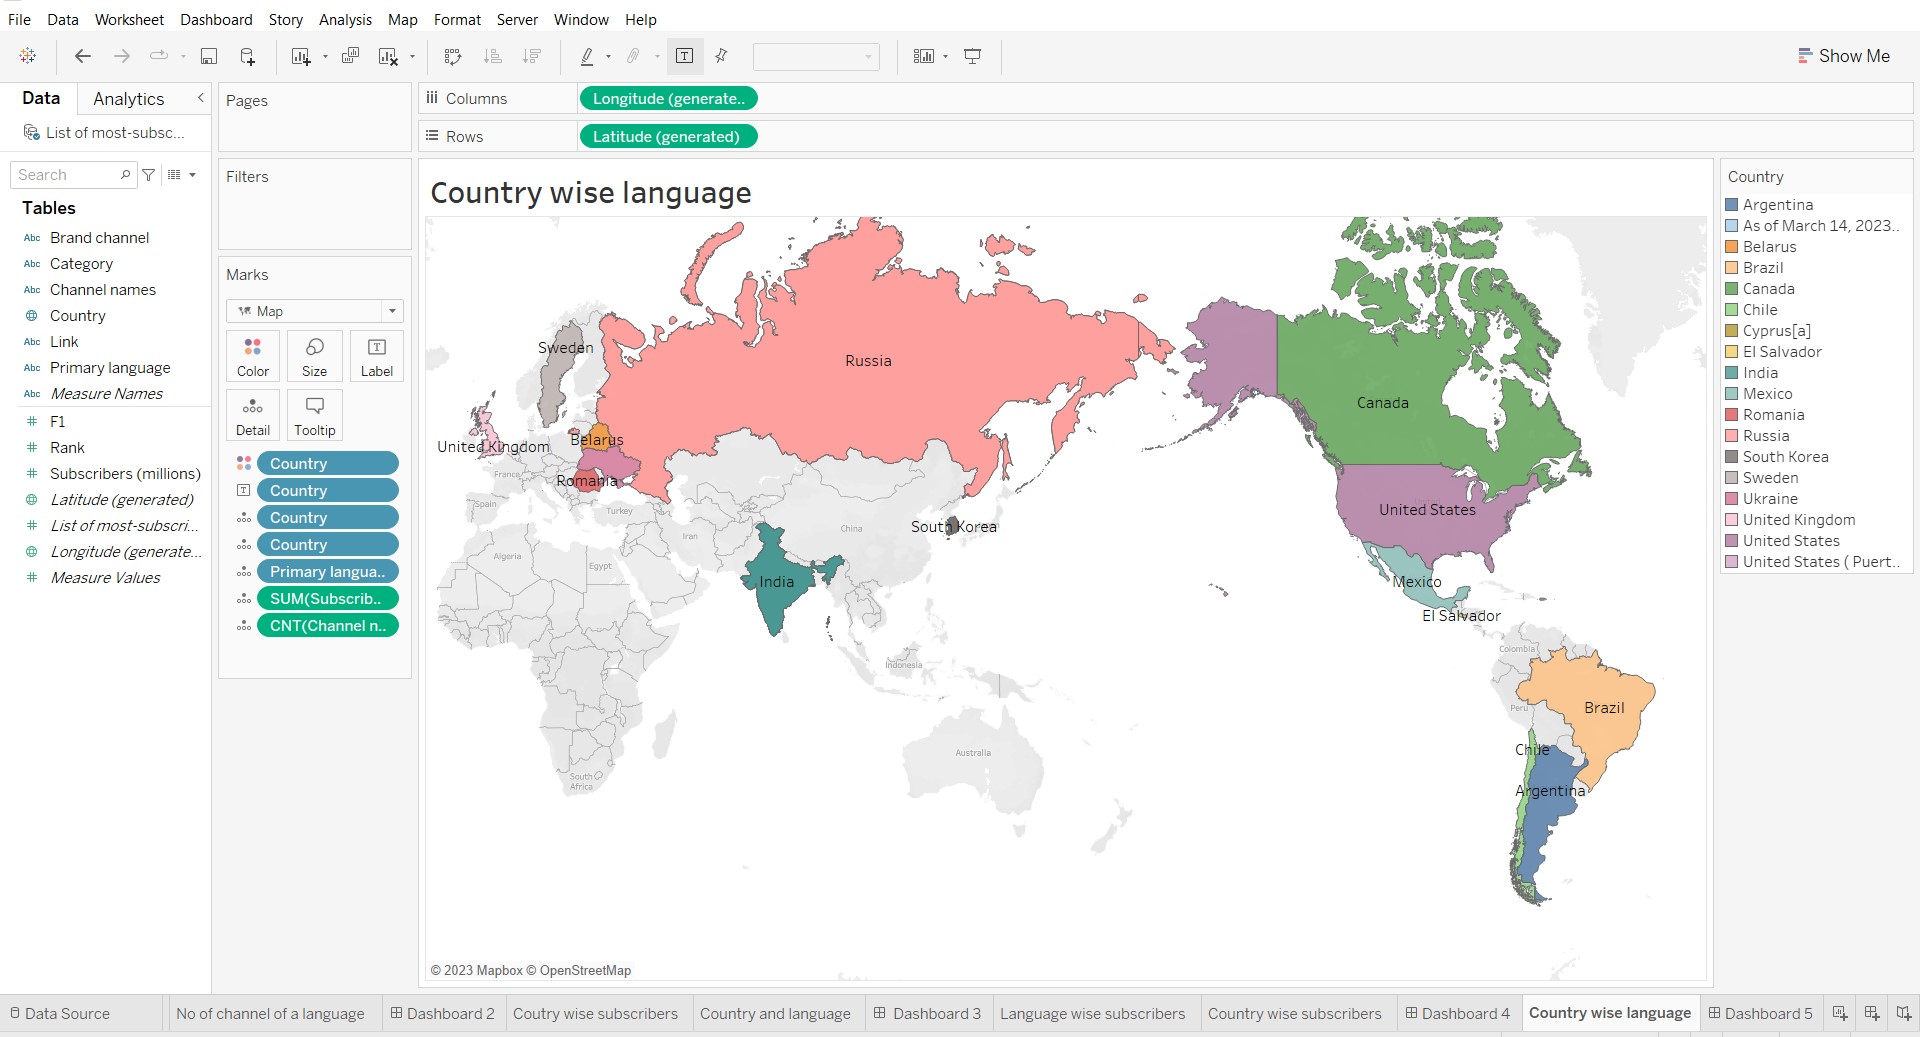 File Data Worksheet Dashboard Story Analysis Map Format Server Window Help
Show Me
Data Analytics
List of most-subsc...
Search
Tables
Abc Brand channel
Abc Category
Abc Channel names
Country
Abc Link
Abc Primary language
Abc Measure Names
# F1
# Rank
# Subscribers (millions)
Latitude (generated)
# List of most-subscri...
Longitude (generate...
# Measure Values
Pages
Filters
Marks
Map
Color Size Label
Detail Tooltip
Country
Country
Country
Country
Primary langua..
SUM(Subscrib..
CNT(Channel n..
Columns Longitude (generate..
Rows Latitude (generated)
Country wise language
Sweden
Russia
Canada
United Kingdom
Belarus
France
Romania
Spain
Turkey
United States
South Korea
China
Iran
Algeria
Egypt
India
Mexico
El Salvador
Colombia
Indonesia
Peru
Brazil
Chile
Australia
South
Africa
Argentina
© 2023 Mapbox © OpenStreetMap
Country
Argentina
As of March 14, 2023..
Belarus
Brazil
Canada
Chile
Cyprus[a]
El Salvador
India
Mexico
Romania
Russia
South Korea
Sweden
Ukraine
United Kingdom
United States
United States ( Puert..
Data Source No of channel of a language Dashboard 2 Coutry wise subscribers Country and language Dashboard 3 Language wise subscribers Country wise subscribers Dashboard 4 Country wise language Dashboard 5